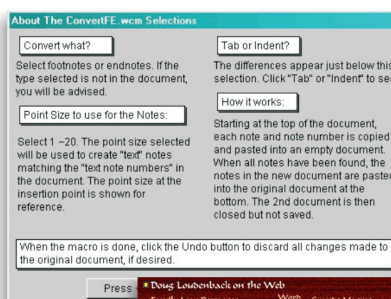 About The ConvertFE.wcm Selections
Convert what?
Select footnotes or endnotes. If the
type selected is not in the document,
you will be advised.
Point Size to use for the Notes:
Select 1 ~20. The point size selected
will be used to create "text" notes
matching the "text note numbers" in
the document. The point size at the
insertion point is shown for
reference.
Tab or Indent?
The differences appear just below this
selection. Click "Tab" or "Indent" to see
How it works:
Starting at the top of the document,
each note and note number is copied
and pasted into an empty document.
When all notes have been found, the
notes in the new document are pasted
into the original document at the
bottom. The 2nd document is then
closed but not saved.
When the macro is done, click the Undo button to discard all changes made to
the original document, if desired.
Press
Doug Loudenback on the Web